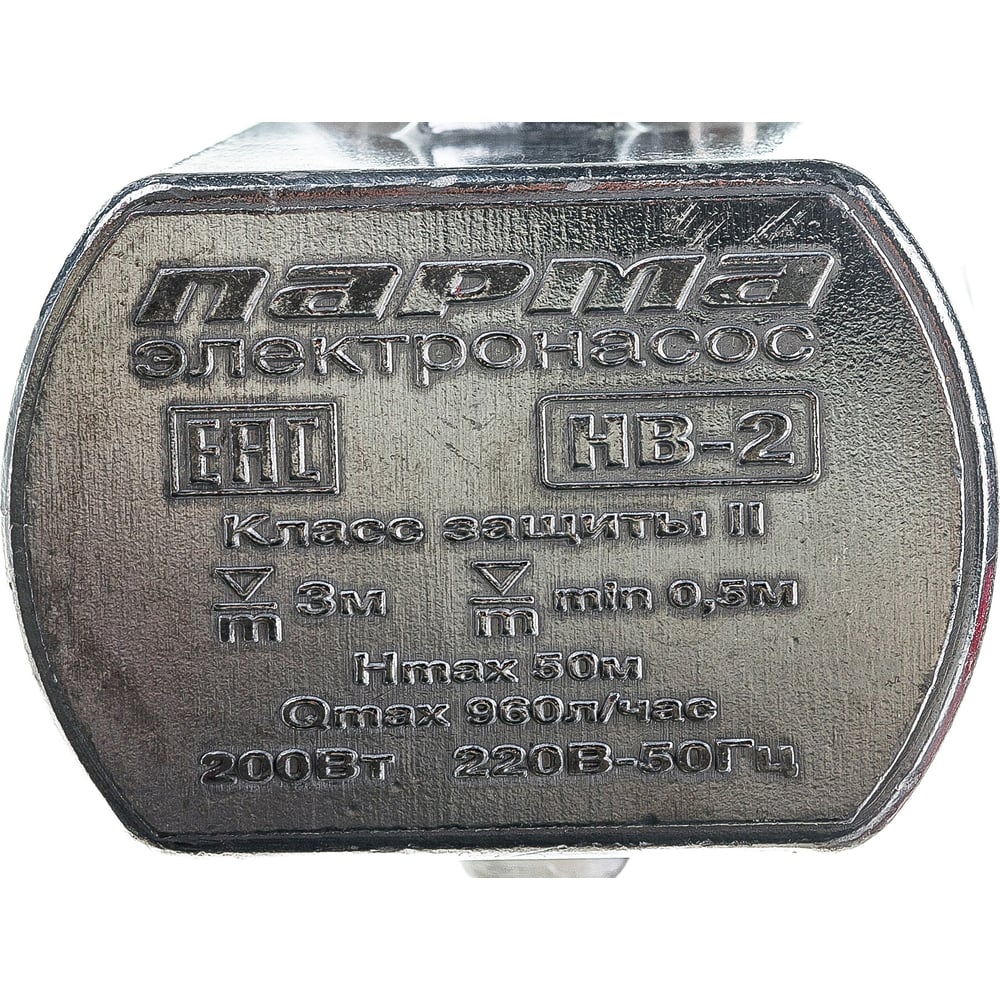 парма
электронасос
EAC НВ-2
Класс защиты II
m 3м m min 0,5м
Hmax 50м
Qmax 960л/час
200Вт 220В-50Гц